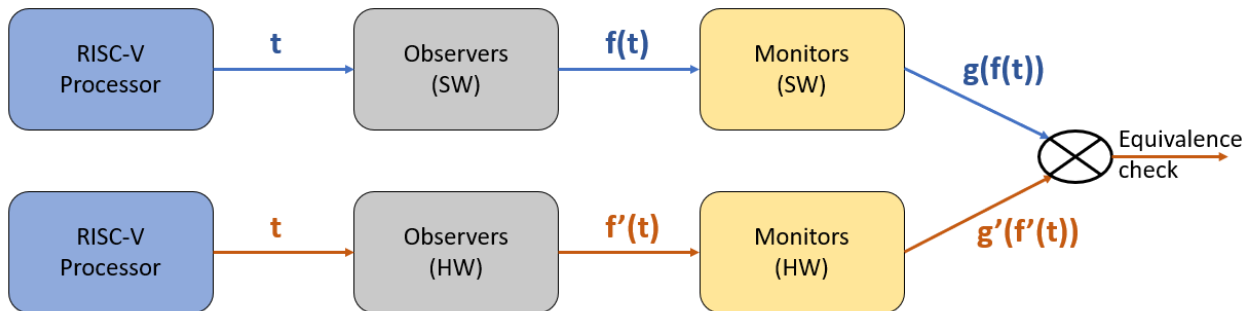 RISC-V
Processor
t
Observers
(SW)
f(t)
Monitors
(SW)
g(f(t))
Equivalence
check
RISC-V
Processor
t
Observers
(HW)
f’(t)
Monitors
(HW)
g’(f’(t))